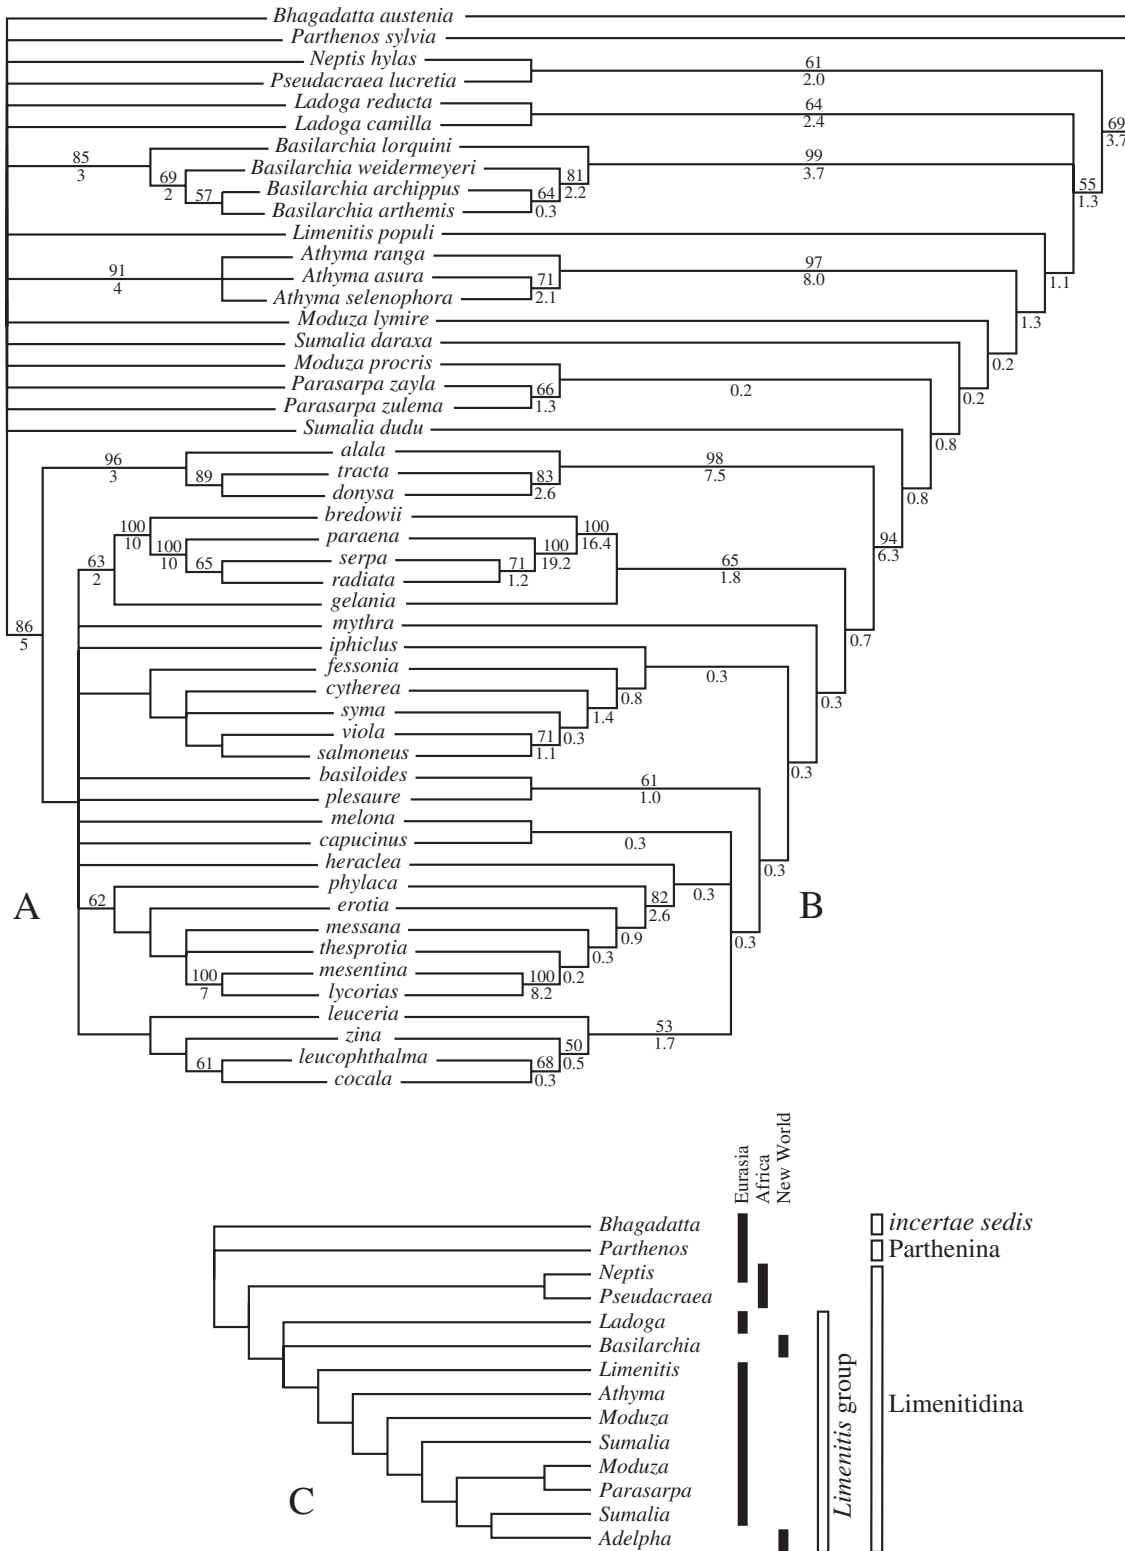 Bhagadatta austenia
Parthenos sylvia
Neptis hylas
61
Pseudacraea lucretia
2.0
Ladoga reducta
64
69
Ladoga camilla
2.4
3.7
Basilarchia lorquini
85
99
3
Basilarchia weidermeyeri
81
3.7
69
2
Basilarchia archippus
64
2.2
55
57
Basilarchia arthemis
0.3
1.3
Limenitis populi
Athyma ranga
91
97
4
Athyma asura
71
8.0
1.1
Athyma selenophora
2.1
Moduza lymire
1.3
Sumalia daraxa
Moduza procris
0.2
Parasarpa zayla
66
0.2
0.2
Parasarpa zulema
1.3
Sumalia dudu
0.8
alala
96
98
3
89
tracta
83
7.5
donysa
2.6
0.8
bredowii
100
100
10
paraena
100
16.4
94
100
10
65
serpa
71
19.2
6.3
63
2
radiata
1.2
65
1.8
gelania
86
5
mythra
0.7
iphiclus
fessonia
0.3
cytherea
0.8
0.3
syma
1.4
viola
71
0.3
salmoneus
1.1
0.3
basiloides
61
plesaure
1.0
melona
capucinus
0.3
heraclea
0.3
phylaca
82
0.3
A
62
erotia
2.6
B
messana
0.9
0.3
thesprotia
0.3
100
mesentina
100
0.2
7
lycorias
8.2
leuceria
53
zina
50
1.7
61
leucophthalma
68
0.5
cocala
0.3
Eurasia
Africa
New World
Bhagadatta
incertae sedis
Parthenos
Parthenina
Neptis
Pseudacraea
Ladoga
Basilarchia
Limenitis
Athyma
Limenitis group
Limenitidina
Moduza
Sumalia
Moduza
C
Parasarpa
Sumalia
Adelpha